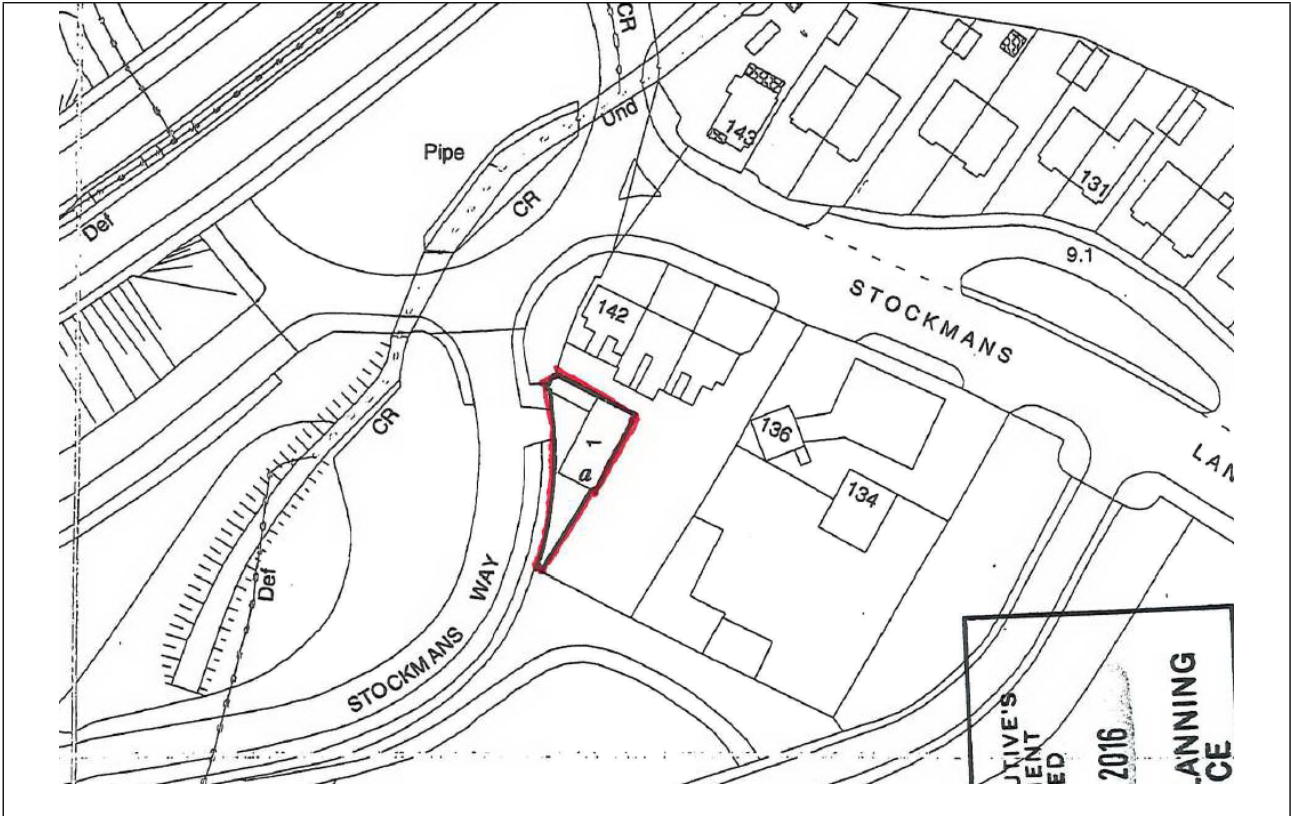 CR
Und
Pipe
CR
143
131
Def
9.1
STOCKMANS
142
1
a
136
134
LAN
CR
Def
STOCKMANS WAY
UTIVE'S
ENT
ED
2016
ANNING
CE